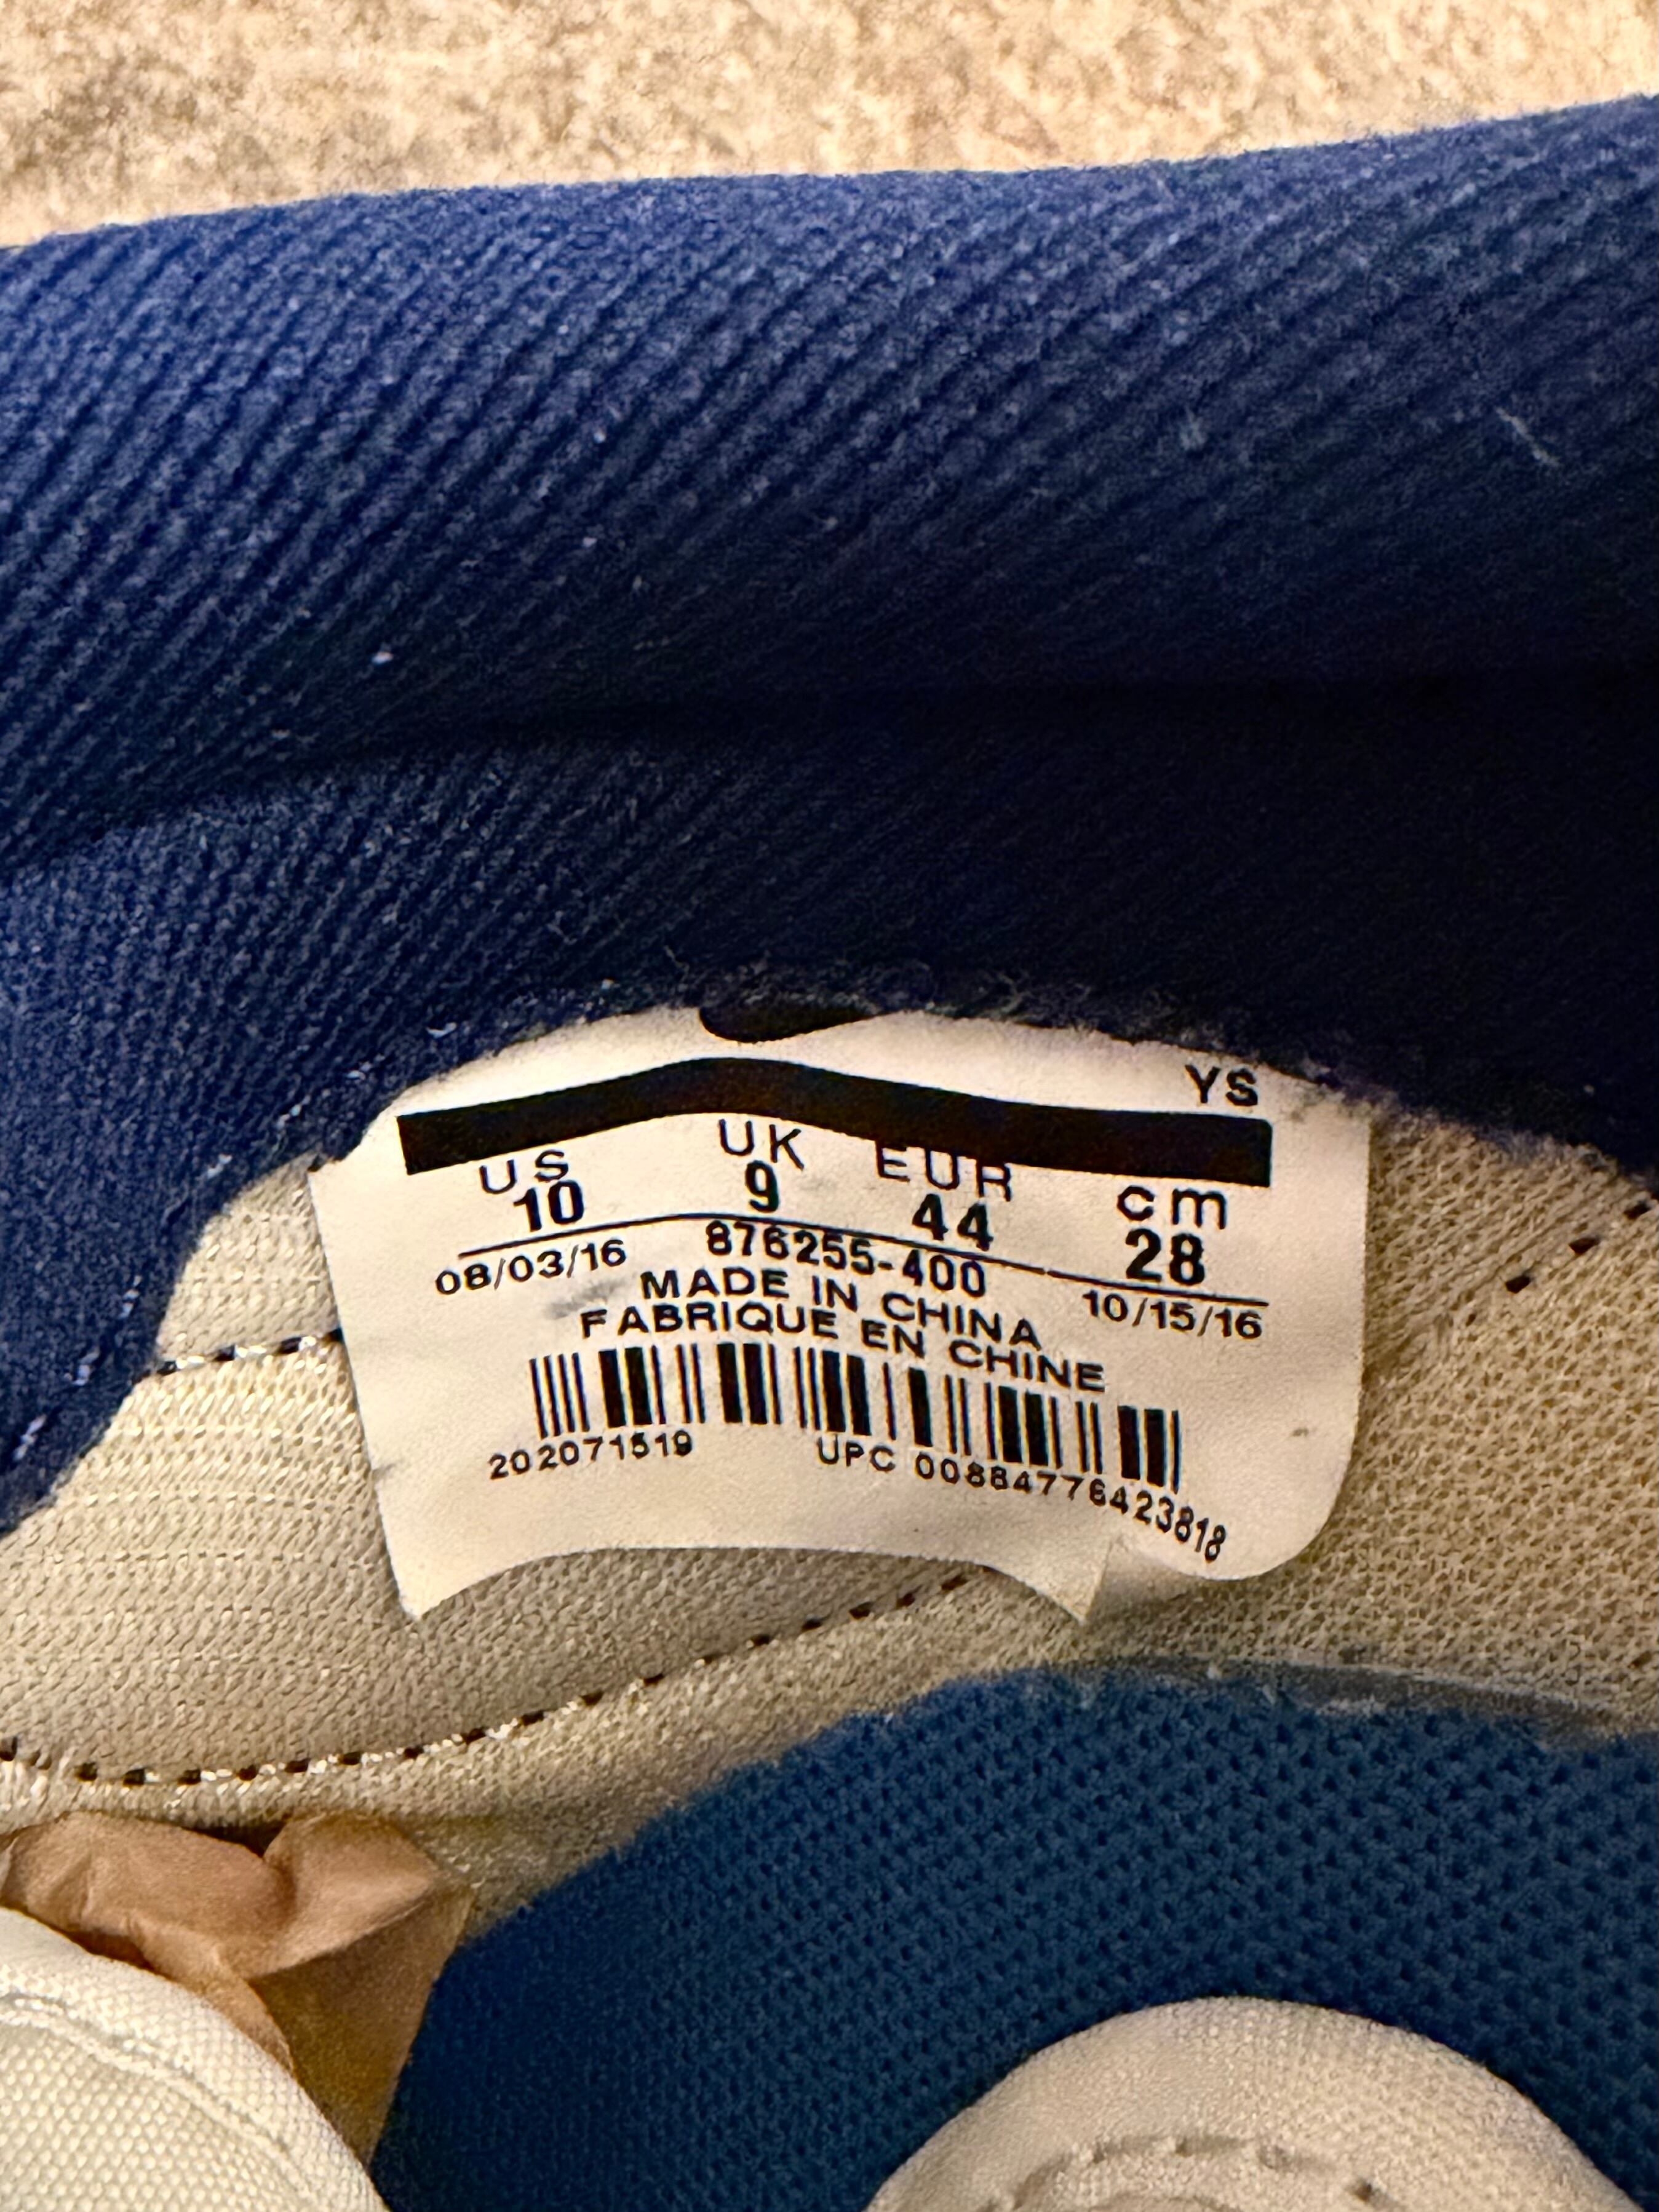 YS
US UK EUR cm
10 9 44 28
08/03/16 876255-400 10/15/16
MADE IN CHINA
FABRIQUE EN CHINE
202071519 UPC 00884776423818